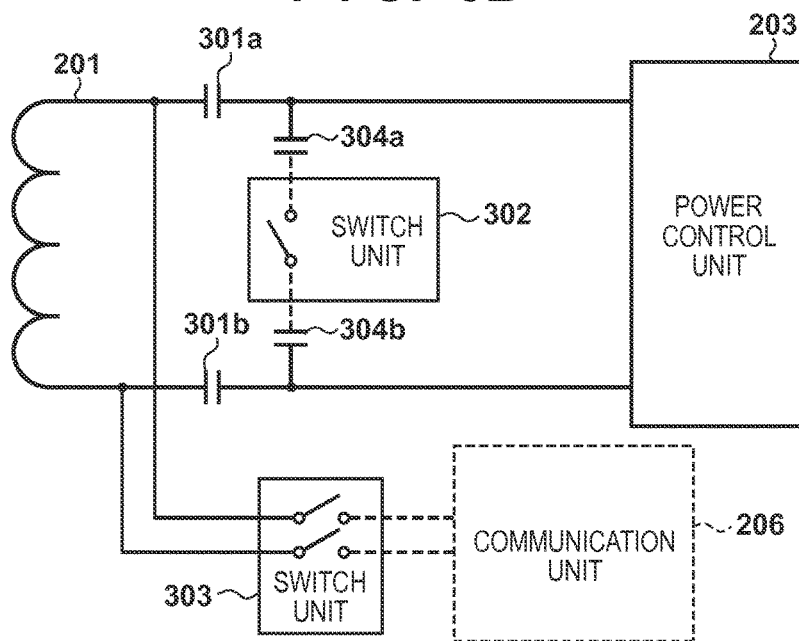 203
301a
201
304a
302
SWITCH
UNIT
POWER
CONTROL
UNIT
301b
304b
303
SWITCH
UNIT
COMMUNICATION
UNIT
206